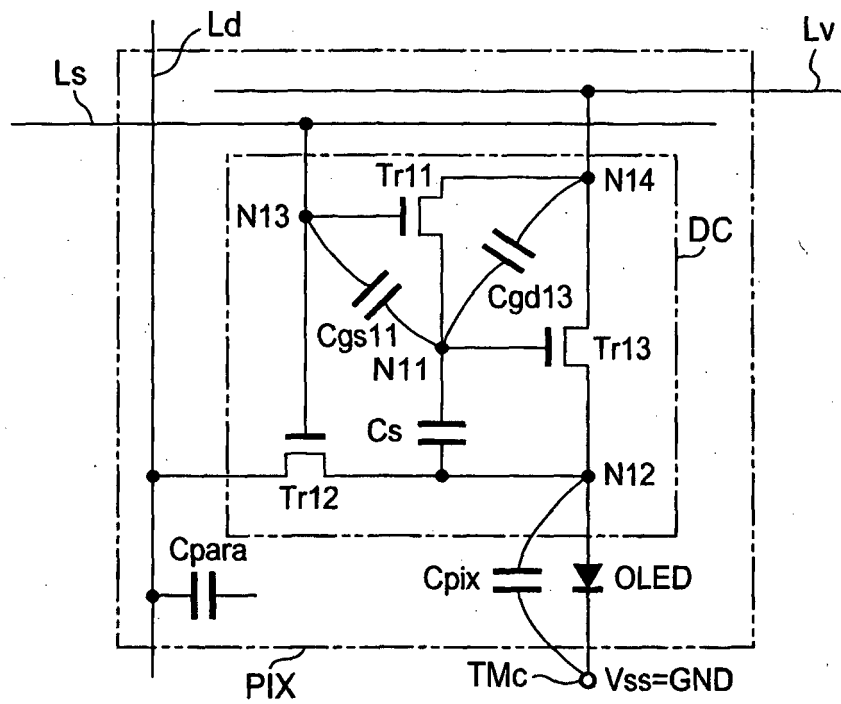 Ld
Lv
Ls
Tr11
N14
N13
DC
Cgd13
Cgs11
Tr13
N11
Cs
N12
Tr12
Cpara
Cpix
OLED
TMc
Vss=GND
PIX